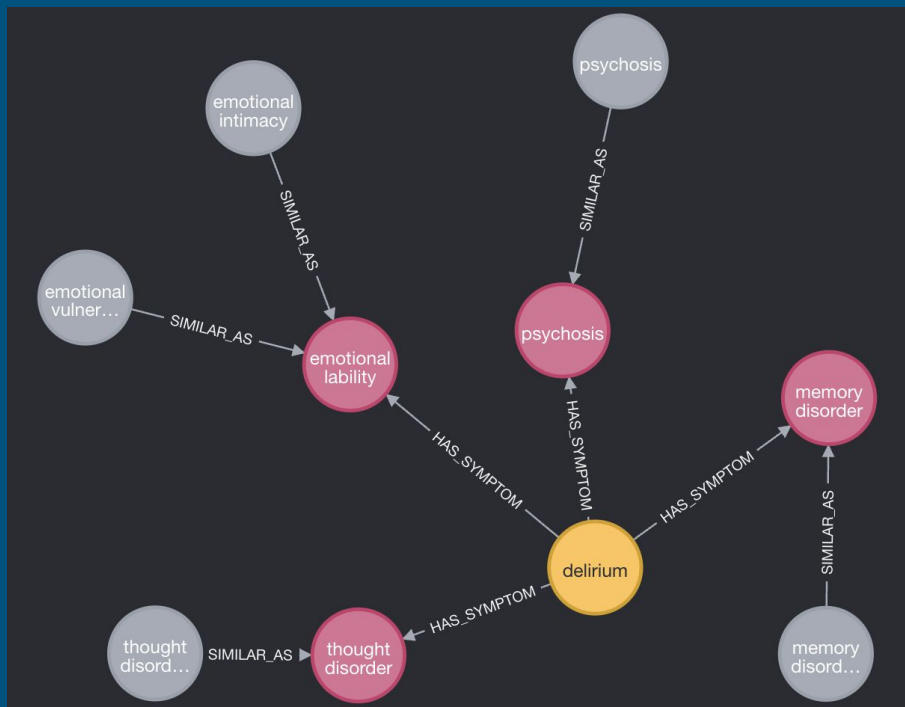 psychosis
emotional
intimacy
SIMILAR_AS
SIMILAR_AS
emotional
vulner…
SIMILAR_AS
psychosis
emotional
lability
memory
disorder
HAS_SYMPTOM
HAS_SYMPTOM
HAS_SYMPTOM
SIMILAR_AS
delirium
HAS_SYMPTOM
thought
disord…
SIMILAR_AS
thought
disorder
memory
disord…